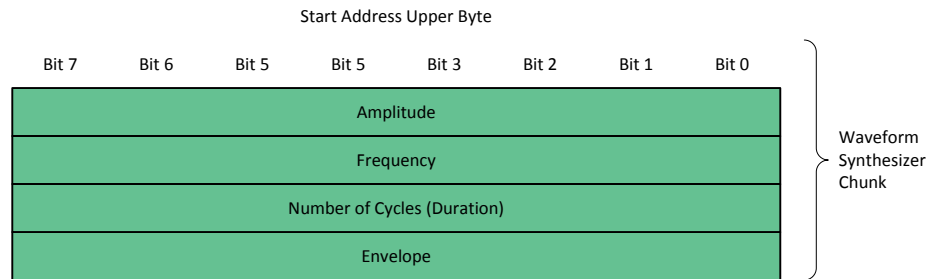 Start Address Upper Byte
Bit 7 Bit 6 Bit 5 Bit 5 Bit 3 Bit 2 Bit 1 Bit 0
Amplitude
Frequency
Number of Cycles (Duration)
Envelope
Waveform
Synthesizer
Chunk